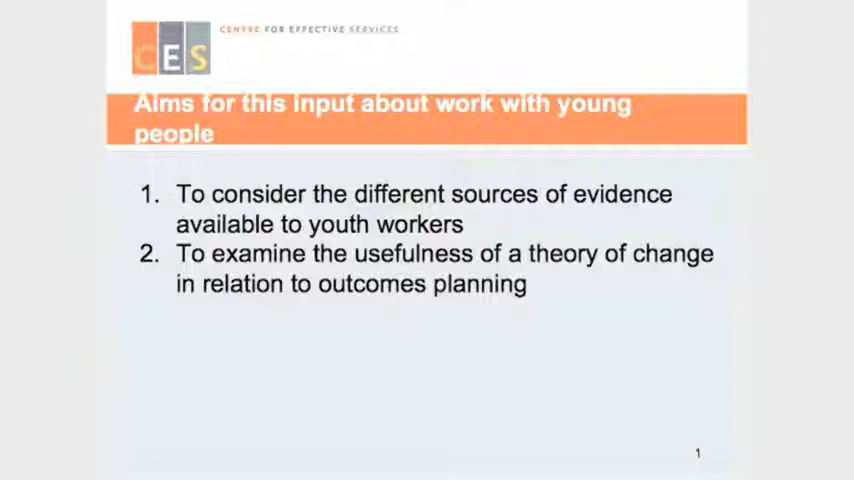 CES
CENTRE FOR EFFECTIVE SERVICES
Aims for this input about work with young
people
1. To consider the different sources of evidence
available to youth workers
2. To examine the usefulness of a theory of change
in relation to outcomes planning
1